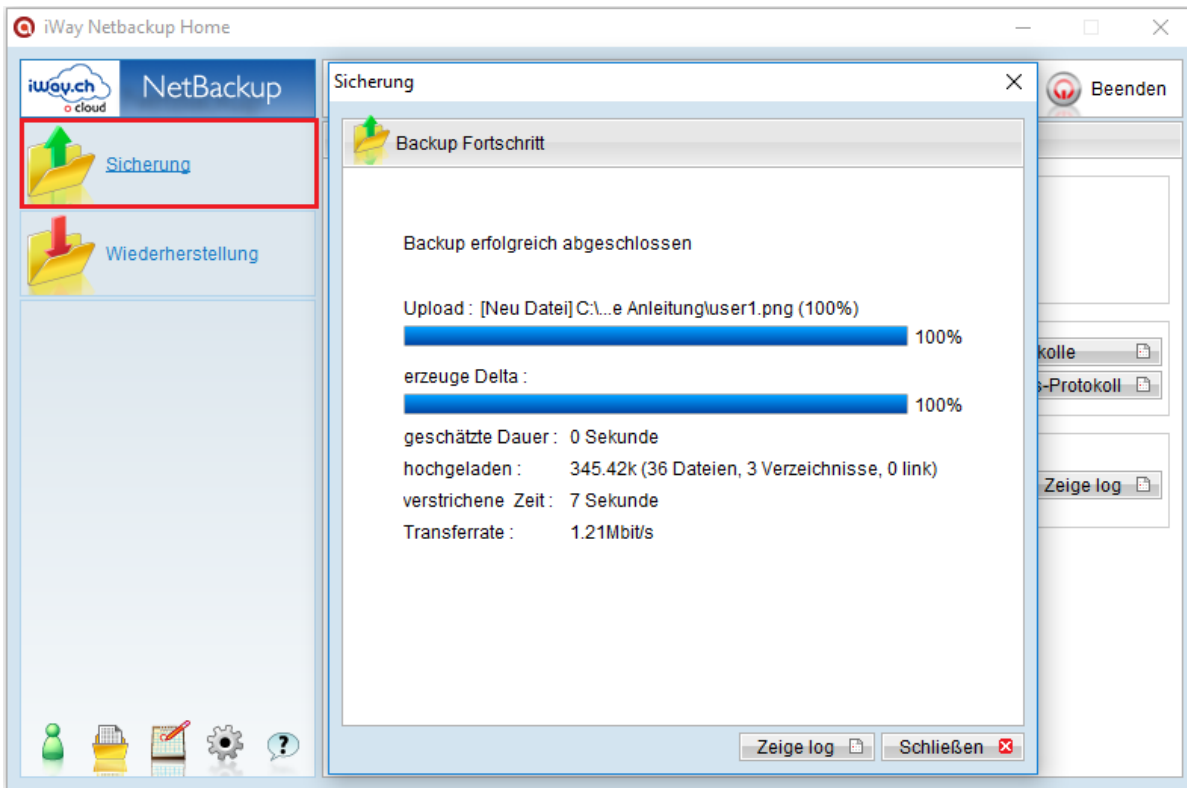 iWay Netbackup Home
iway.ch
cloud
NetBackup
Sicherung
Wiederherstellung
Sicherung
Backup Fortschritt
Backup erfolgreich abgeschlossen
Upload : [Neu Datei] C:\...e Anleitung\user1.png (100%)
100%
erzeuge Delta :
100%
geschätzte Dauer : 0 Sekunde
hochgeladen : 345.42k (36 Dateien, 3 Verzeichnisse, 0 link)
verstrichene Zeit : 7 Sekunde
Transferrate : 1.21Mbit/s
Zeige log
Schließen
Beenden
kolle
s-Protokoll
Zeige log